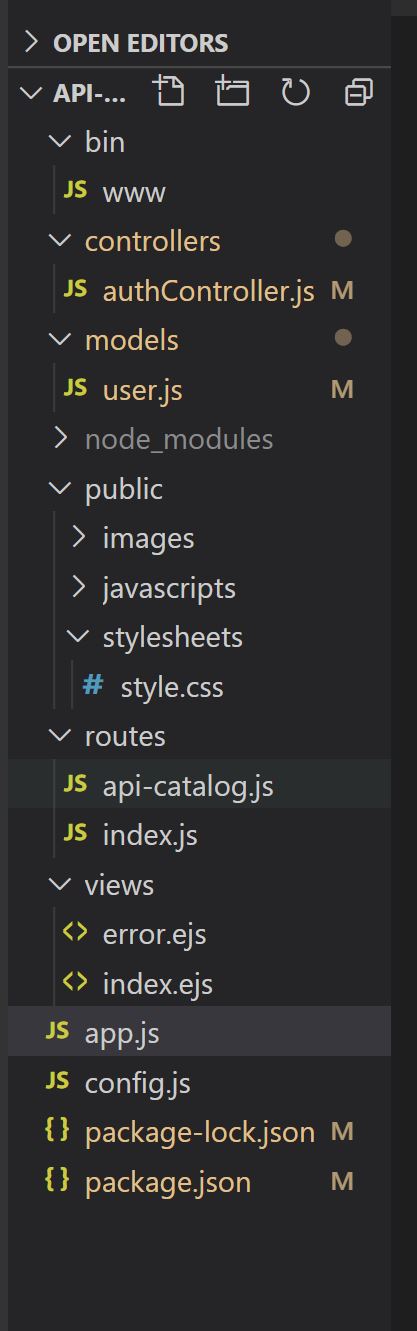 OPEN EDITORS
API-...
bin
JS www
controllers
JS authController.js M
models
JS user.js M
node_modules
public
images
javascripts
stylesheets
# style.css
routes
JS api-catalog.js
JS index.js
views
<> error.ejs
<> index.ejs
JS app.js
JS config.js
{} package-lock.json M
{} package.json M